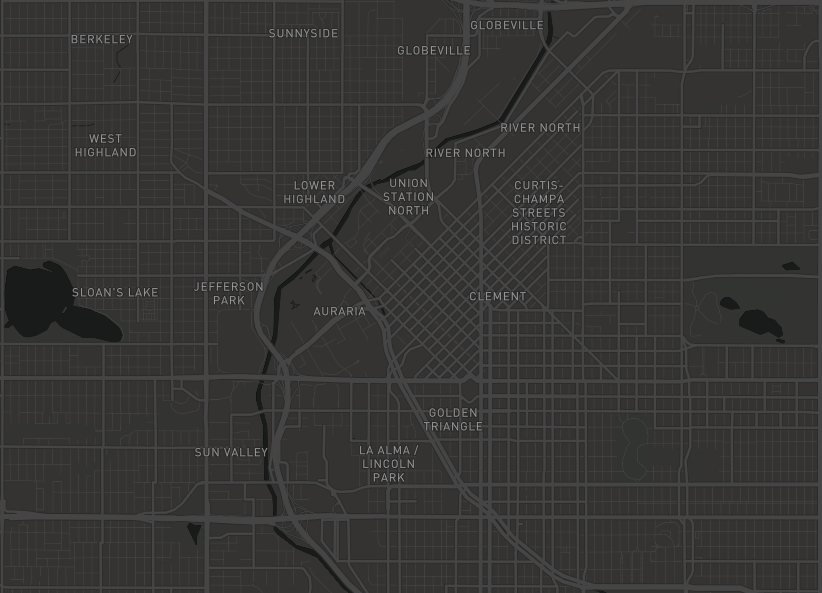 GLOBEVILLE
SUNNYSIDE
BERKELEY
GLOBEVILLE
RIVER NORTH
WEST
HIGHLAND
RIVER NORTH
LOWER
HIGHLAND
UNION
STATION
NORTH
CURTIS-
CHAMPA
STREETS
HISTORIC
DISTRICT
SLOAN'S LAKE
JEFFERSON
PARK
CLEMENT
AURARIA
GOLDEN
TRIANGLE
SUN VALLEY
LA ALMA /
LINCOLN
PARK